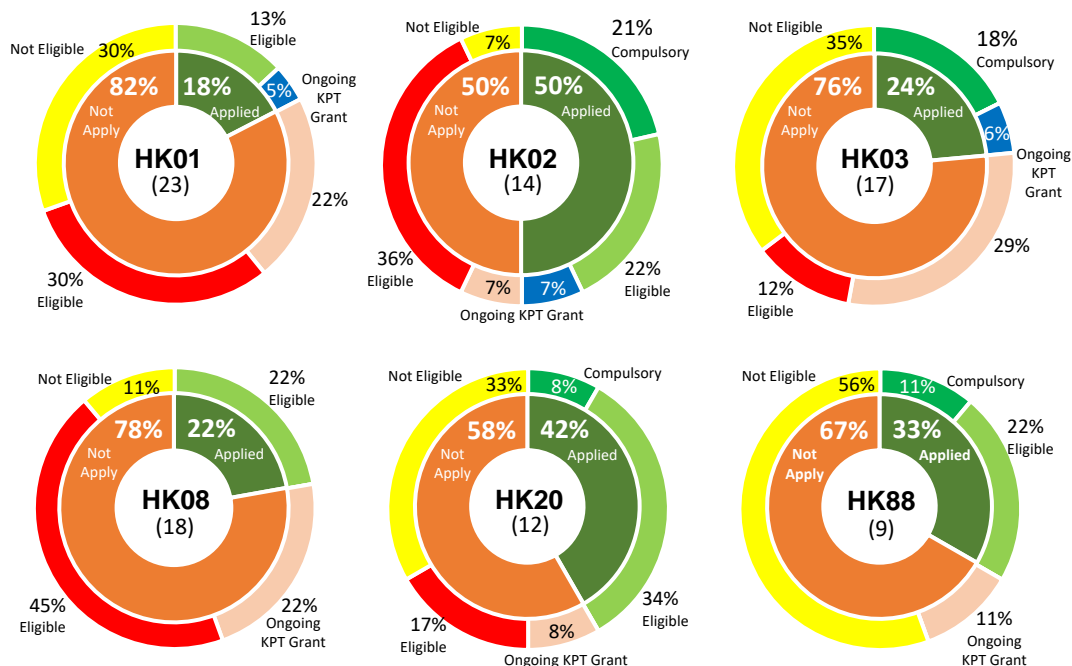 13%
Eligible
Not Eligible
30%
Ongoing
KPT
Grant
5%
82%
18%
Not
Apply
Applied
HK01
(23)
22%
30%
Eligible
Not Eligible
7%
21%
Compulsory
50%
50%
Not
Apply
Applied
HK02
(14)
36%
Eligible
22%
Eligible
7%
7%
Ongoing KPT Grant
Not Eligible
35%
18%
Compulsory
76%
24%
Not
Apply
Applied
6%
Ongoing
KPT
Grant
HK03
(17)
29%
12%
Eligible
Not Eligible
11%
22%
Eligible
78%
22%
Not
Apply
Applied
HK08
(18)
45%
Eligible
22%
Ongoing
KPT Grant
Not Eligible
33%
8%
Compulsory
58%
42%
Not
Apply
Applied
HK20
(12)
34%
Eligible
17%
Eligible
8%
Ongoing KPT Grant
Not Eligible
56%
11%
Compulsory
22%
Eligible
67%
33%
Not
Apply
Applied
HK88
(9)
11%
Ongoing
KPT Grant